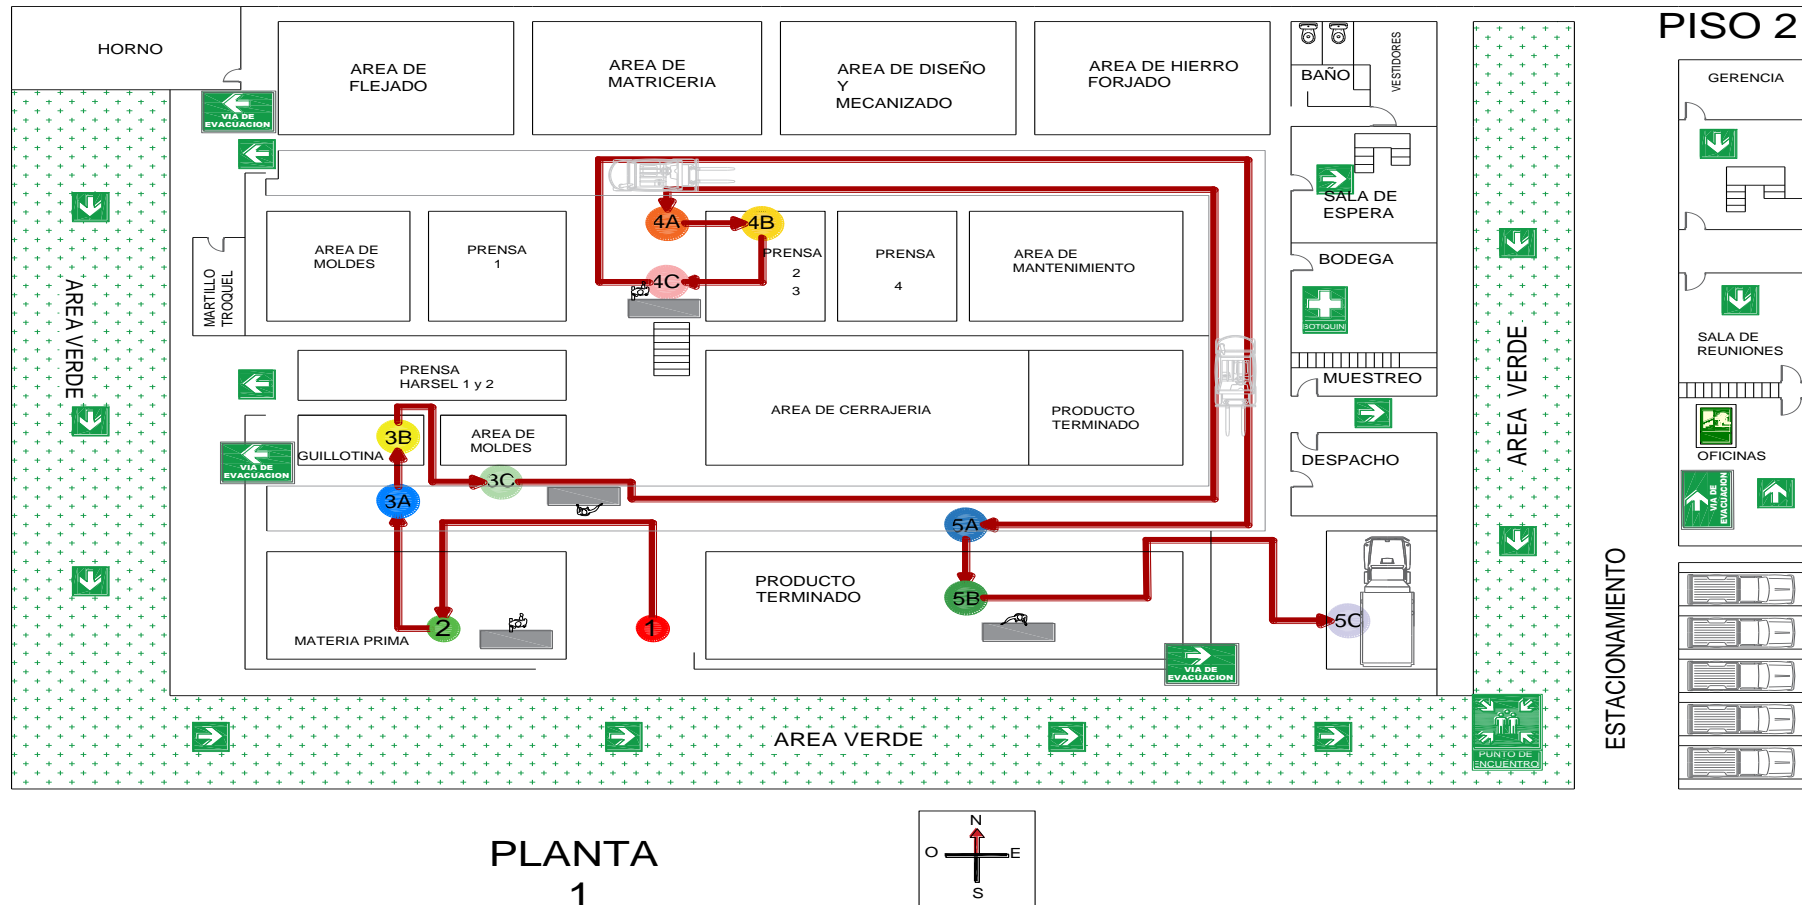 PISO 2
HORNO
AREA DE
FLEJADO
AREA DE
MATRICERIA
AREA DE DISEÑO
Y
MECANIZADO
AREA DE HIERRO
FORJADO
BAÑO
VESTIDORES
GERENCIA
VIA DE
EVACUACION
SALA DE
ESPERA
4A
4B
4C
AREA DE
MOLDES
PRENSA
1
PRENSA
2
3
PRENSA
4
AREA DE
MANTENIMIENTO
BODEGA
BOTIQUIN
MARTILLO
TROQUEL
AREA VERDE
AREA VERDE
SALA DE
REUNIONES
PRENSA
HARSEL 1 y 2
MUESTREO
AREA DE CERRAJERIA
PRODUCTO
TERMINADO
3B
GUILLOTINA
AREA DE
MOLDES
VIA DE
EVACUACION
3C
3A
DESPACHO
OFICINAS
VIA DE
EVACUACION
5A
5B
5C
PRODUCTO
TERMINADO
MATERIA PRIMA
2
1
VIA DE
EVACUACION
ESTACIONAMIENTO
AREA VERDE
PUNTO DE
ENCUENTRO
PLANTA
1
N
O
E
S